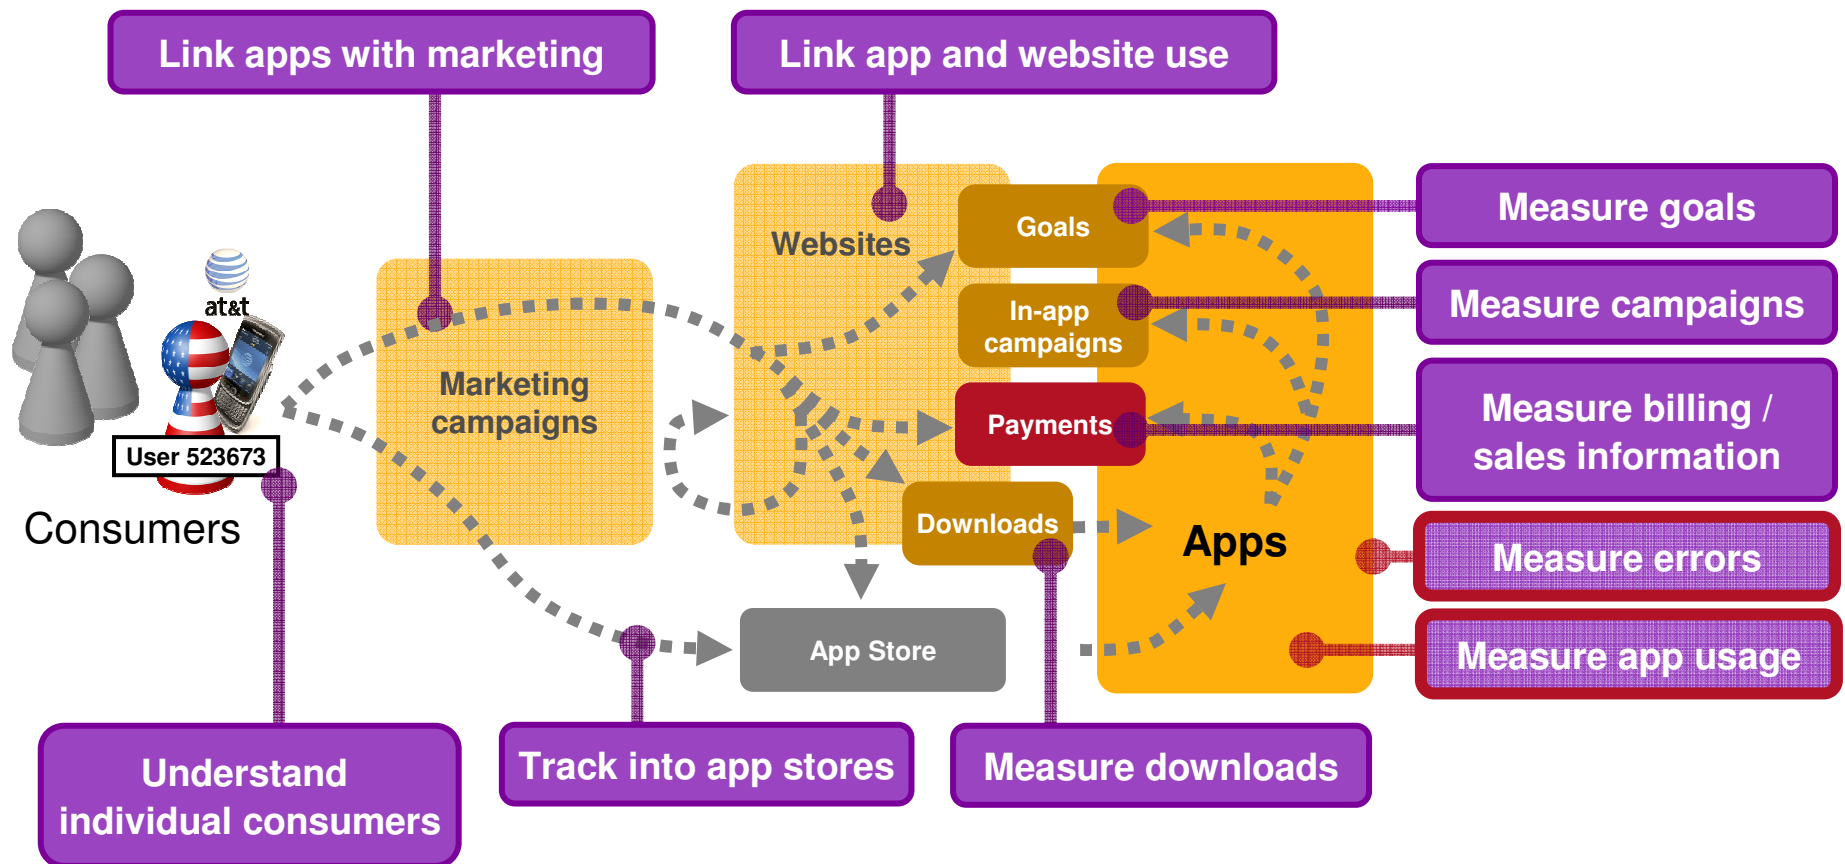 Link apps with marketing
Link app and website use
Measure goals
Measure campaigns
Measure billing /
sales information
Measure errors
Measure app usage
Websites
Goals
In-app
campaigns
Payments
Downloads
Apps
App Store
Marketing
campaigns
at&t
User 523673
Consumers
Understand
individual consumers
Track into app stores
Measure downloads